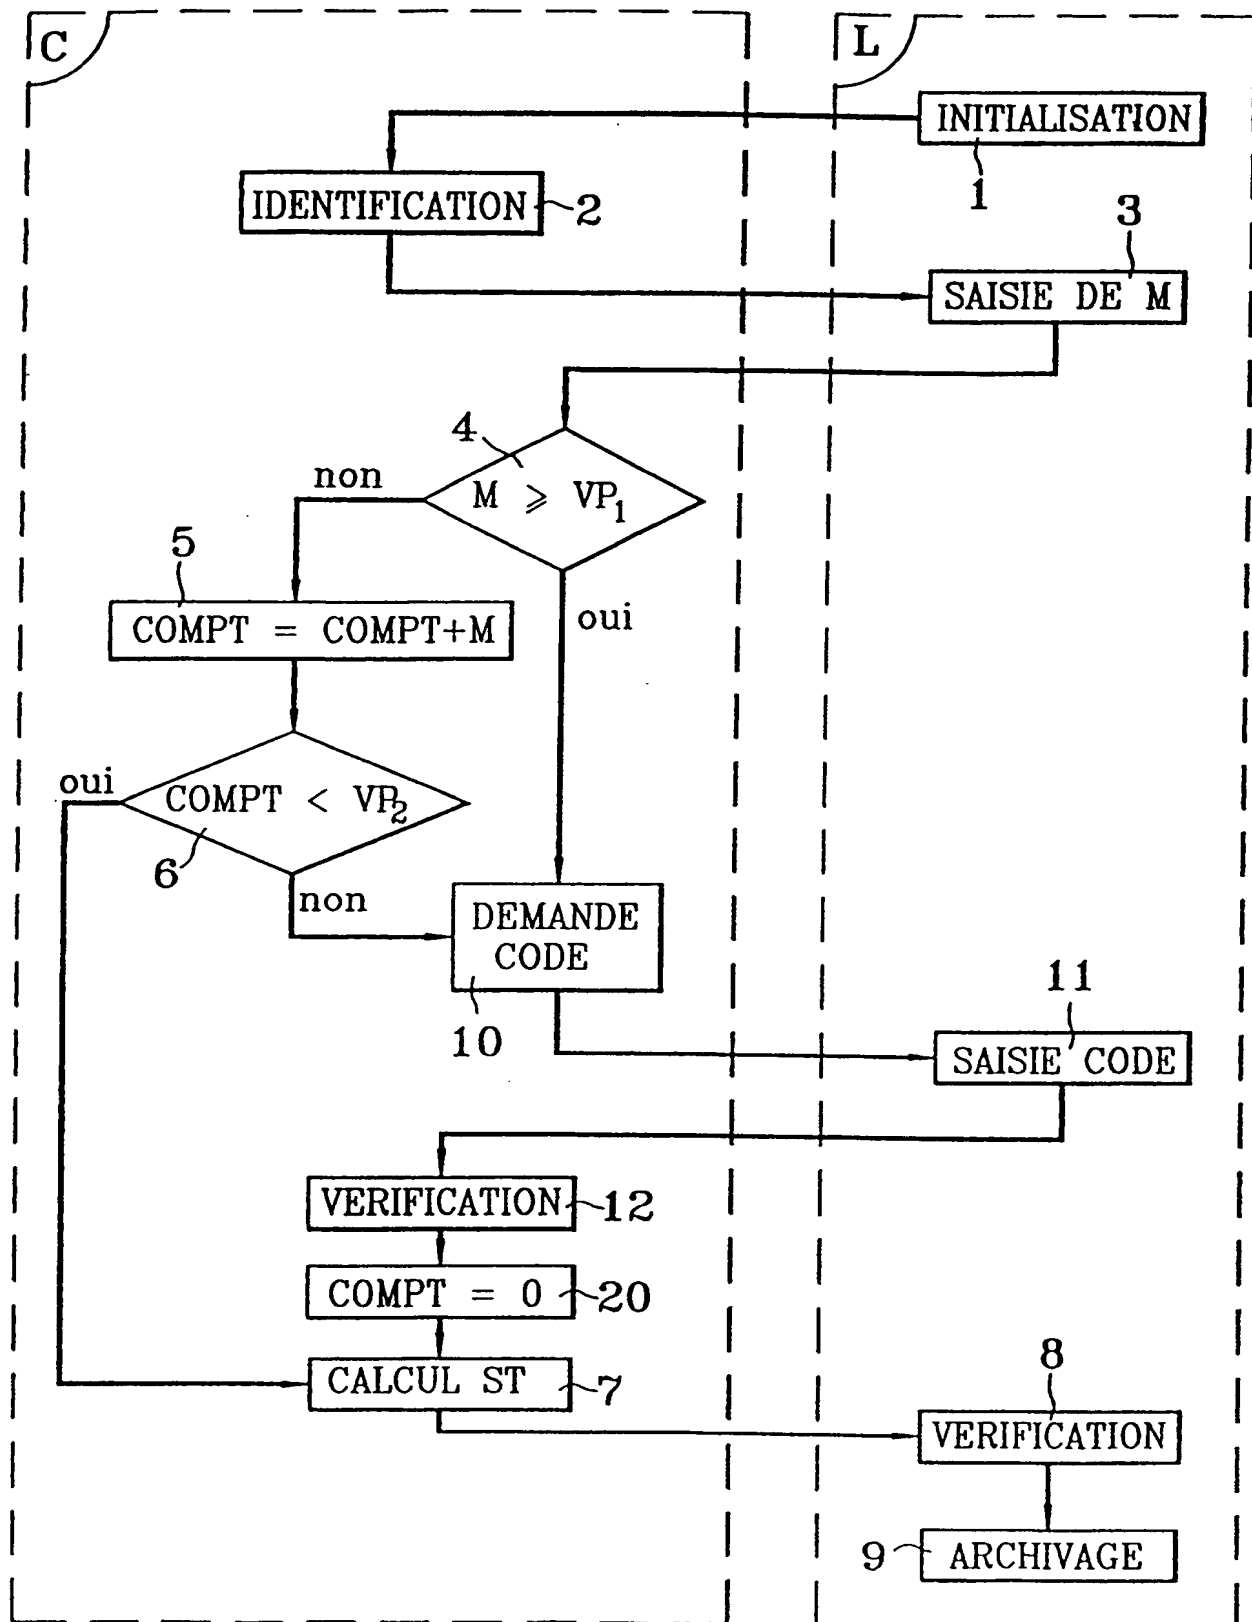 C
L
INITIALISATION
1
IDENTIFICATION
2
3
SAISIE DE M
4
non
M ⩾ VP₁
5
oui
COMPT = COMPT+M
oui
COMPT < VP₂
6
non
DEMANDE
CODE
10
11
SAISIE CODE
VERIFICATION
12
COMPT = 0
20
CALCUL ST
7
8
VERIFICATION
9
ARCHIVAGE